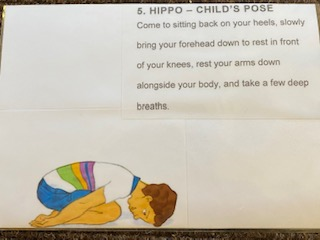 5. HIPPO – CHILD'S POSE
Come to sitting back on your heels, slowly
bring your forehead down to rest in front
of your knees, rest your arms down
alongside your body, and take a few deep
breaths.